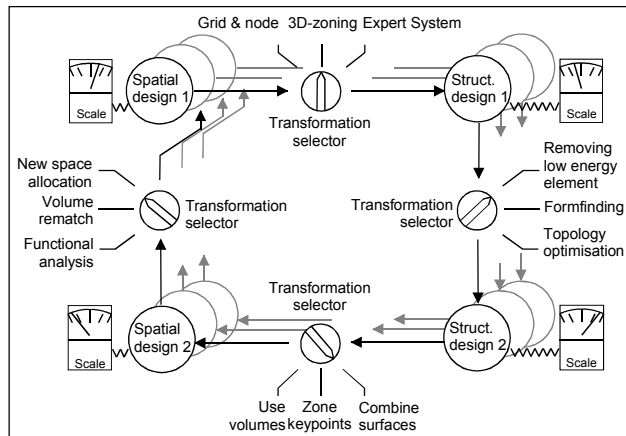 Grid & node 3D-zoning Expert System
Spatial
design 1
Scale
Transformation
selector
Struct.
design 1
Scale
New space
allocation
Volume
rematch
Functional
analysis
Transformation
selector
Transformation
selector
Removing
low energy
element
Formfinding
Topology
optimisation
Scale
Spatial
design 2
Transformation
selector
Struct.
design 2
Scale
Use
volumes
Zone
keypoints
Combine
surfaces